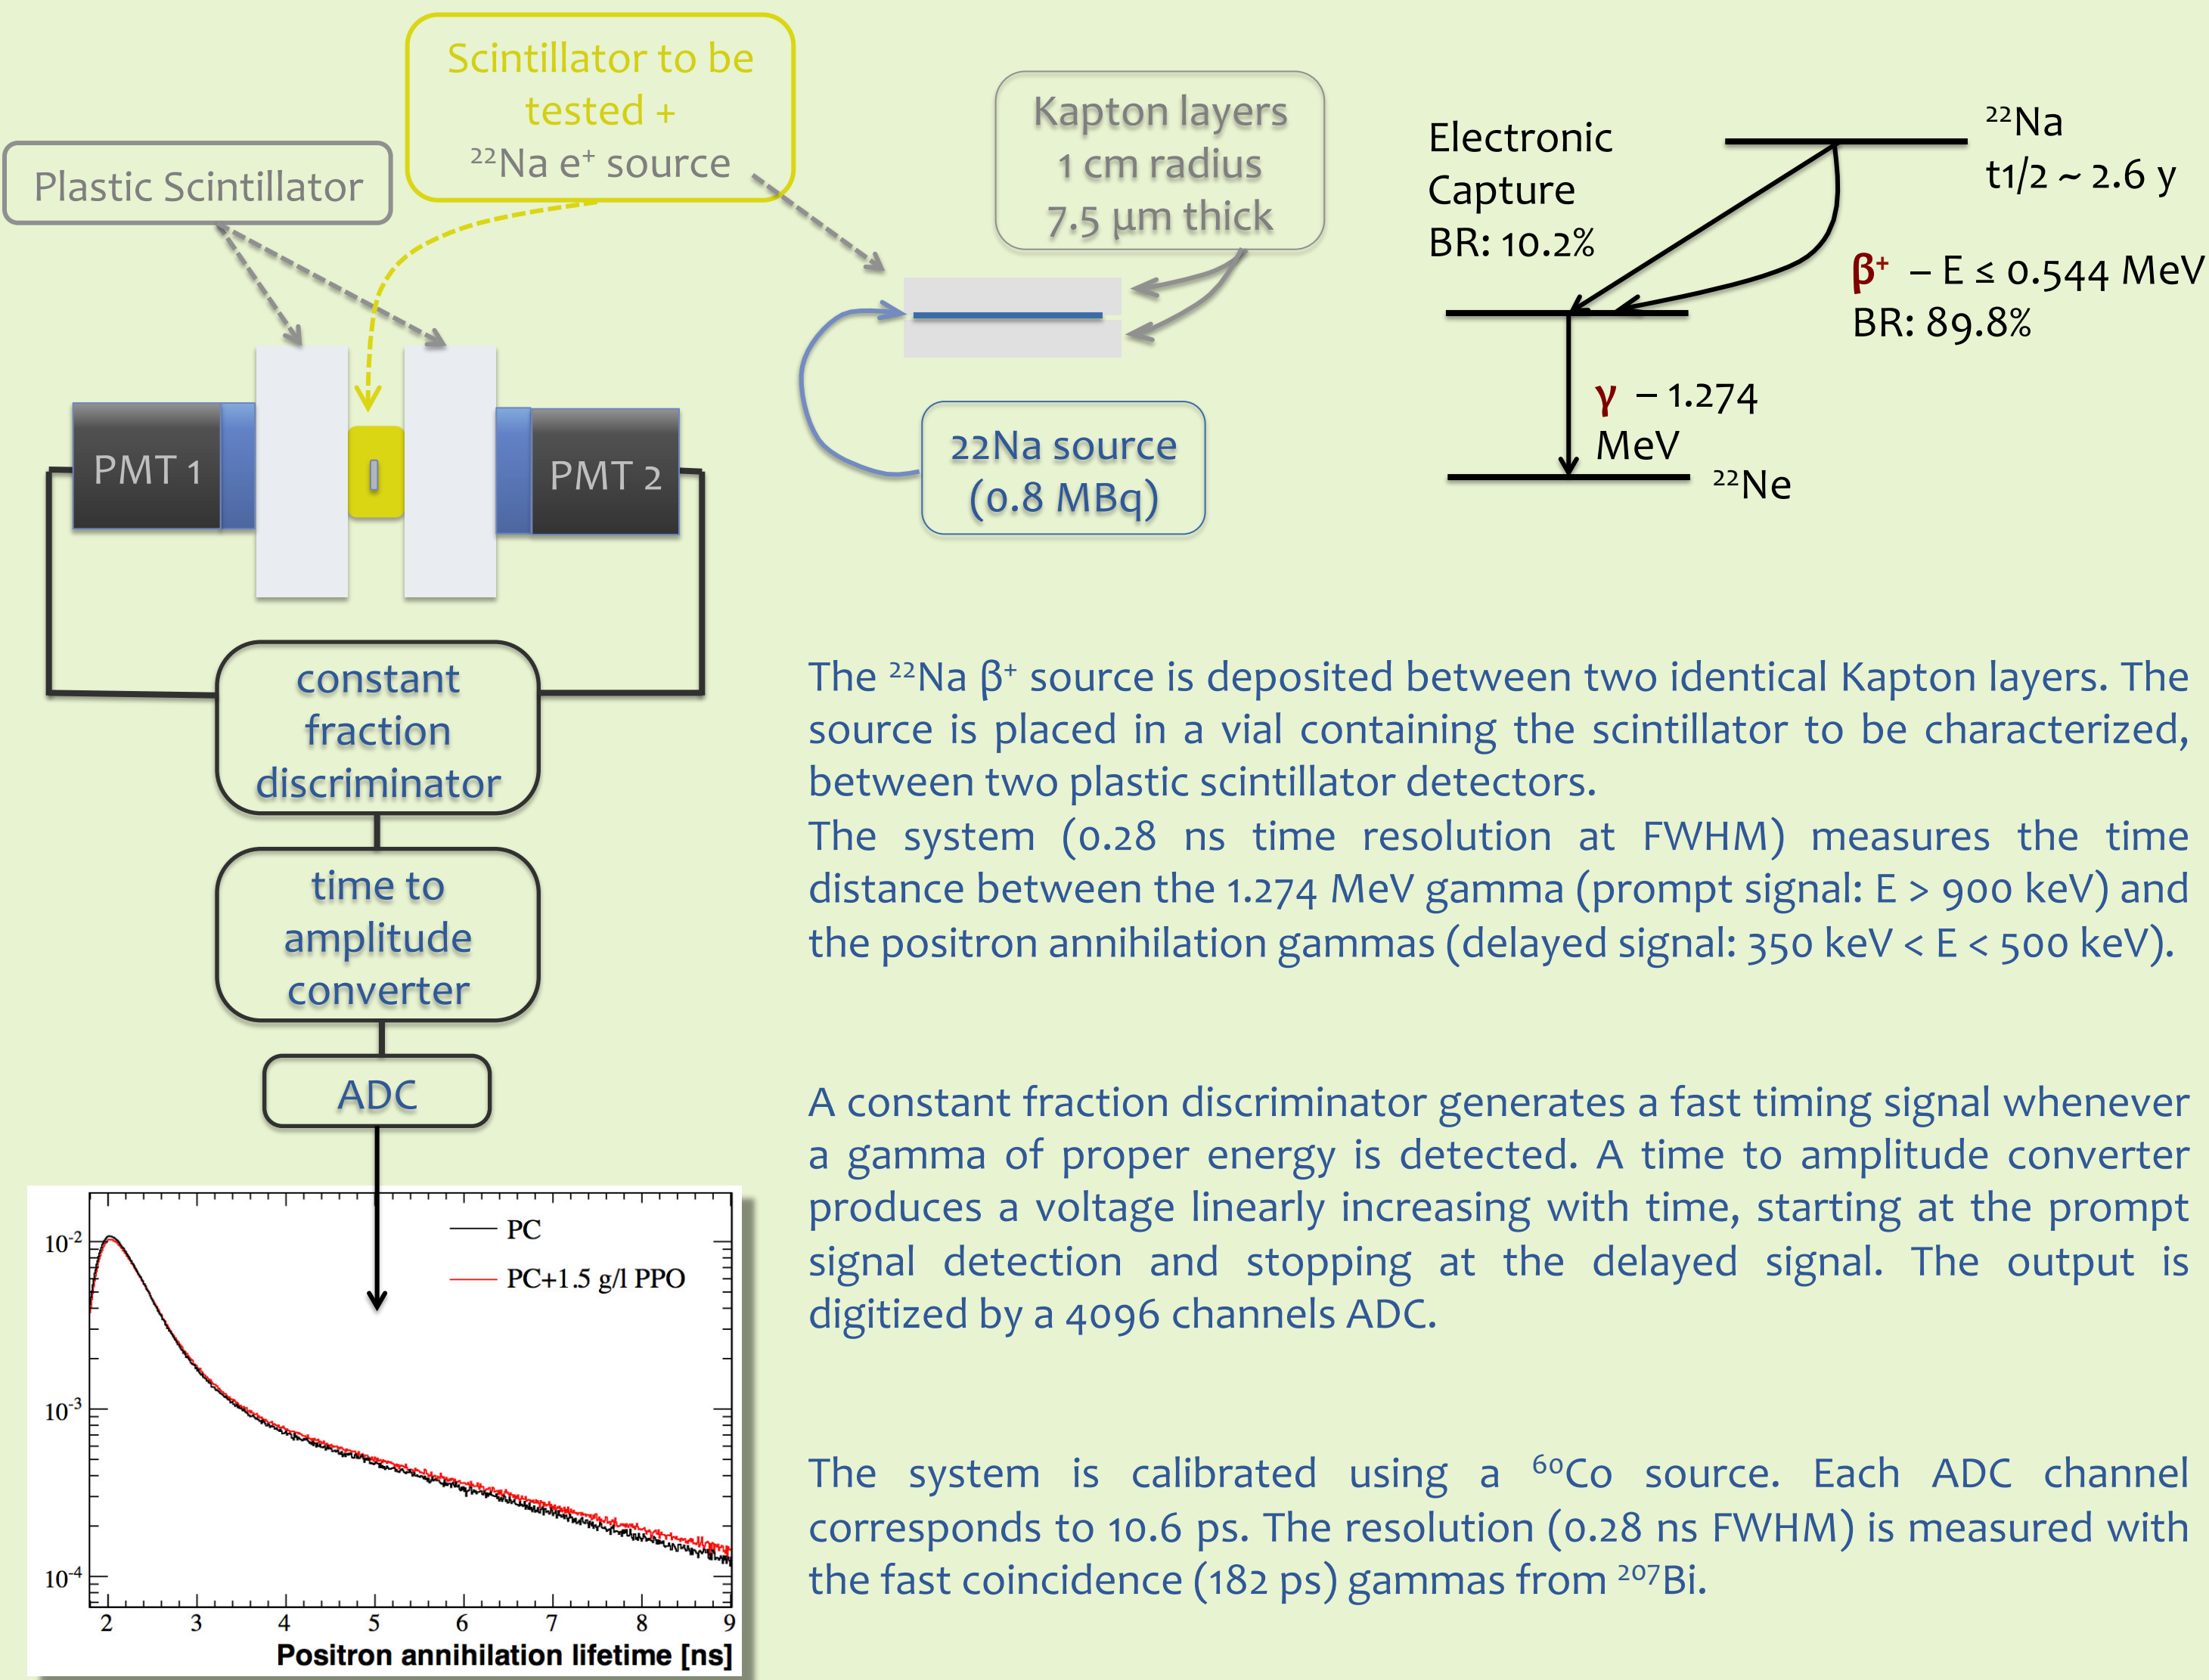 Scintillator to be
tested +
²²Na e⁺ source
Plastic Scintillator
Kapton layers
1 cm radius
7.5 µm thick
Electronic
Capture
BR: 10.2%
²²Na
t1/2 ~ 2.6 y
β⁺ – E ≤ 0.544 MeV
BR: 89.8%
γ – 1.274
MeV
²²Ne
PMT 1
PMT 2
22Na source
(0.8 MBq)
constant
fraction
discriminator
time to
amplitude
converter
ADC
The ²²Na β⁺ source is deposited between two identical Kapton layers. The
source is placed in a vial containing the scintillator to be characterized,
between two plastic scintillator detectors.
The system (0.28 ns time resolution at FWHM) measures the time
distance between the 1.274 MeV gamma (prompt signal: E > 900 keV) and
the positron annihilation gammas (delayed signal: 350 keV < E < 500 keV).
A constant fraction discriminator generates a fast timing signal whenever
a gamma of proper energy is detected. A time to amplitude converter
produces a voltage linearly increasing with time, starting at the prompt
signal detection and stopping at the delayed signal. The output is
digitized by a 4096 channels ADC.
The system is calibrated using a ⁶⁰Co source. Each ADC channel
corresponds to 10.6 ps. The resolution (0.28 ns FWHM) is measured with
the fast coincidence (182 ps) gammas from ²⁰⁷Bi.
PC
PC+1.5 g/l PPO
10⁻²
10⁻³
10⁻⁴
2 3 4 5 6 7 8 9
Positron annihilation lifetime [ns]